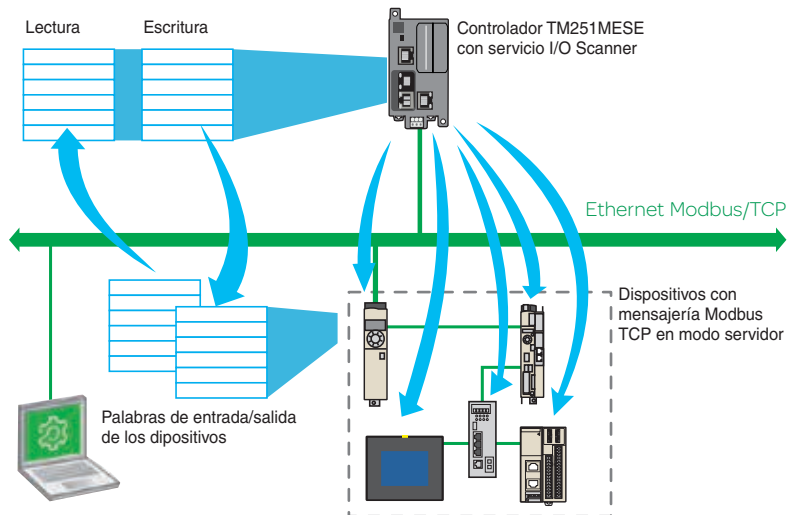 Lectura
Escritura
Controlador TM251MESE
con servicio I/O Scanner
Ethernet Modbus/TCP
Dispositivos con
mensajería Modbus
TCP en modo servidor
Palabras de entrada/salida
de los dipositivos